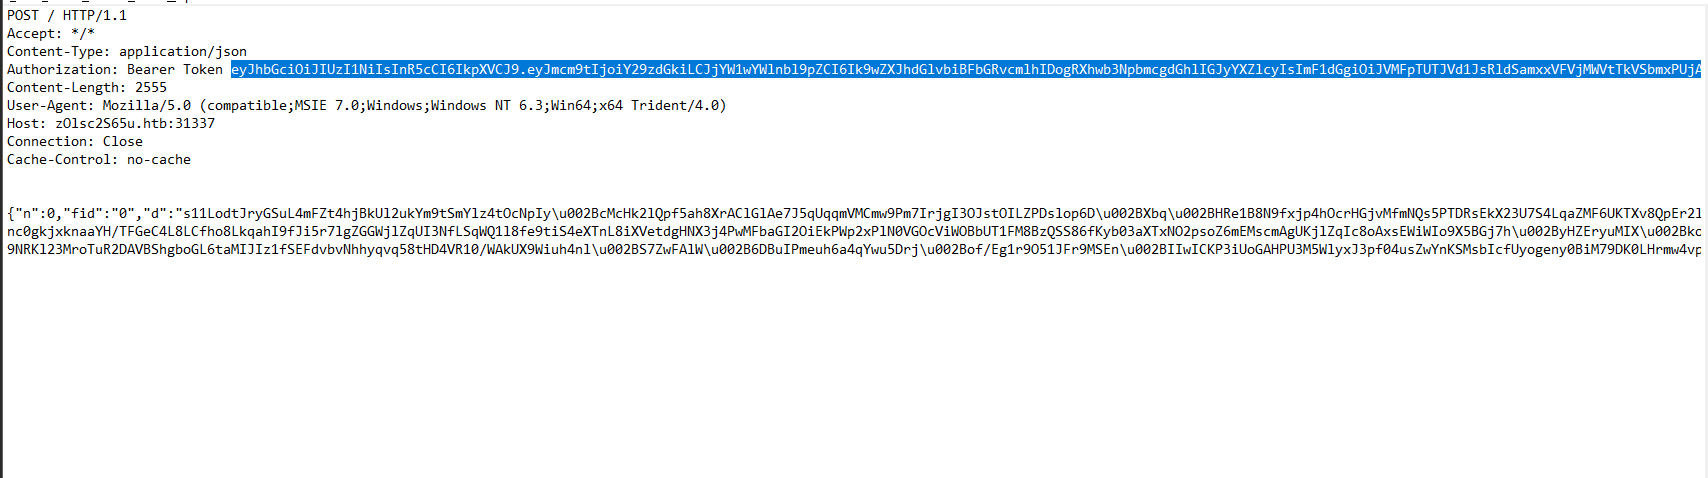 POST / HTTP/1.1
Accept: */*
Content-Type: application/json
Authorization: Bearer Token eyJhbGciOiJIUzI1NiIsInR5cCI6IkpXVCJ9.eyJmcm9tIjoiY29zdGkiLCJjYW1wYWlnbl9pZCI6Ik9wZXJhdGlvbiBFbGRvcmlhIDogRXhwb3NpbmcgdGhlIGJyYXZlcyIsImF1dGgiOiJVMFpTUTJVd1JsRldSamxxVFVjMWVtTkVSbmxPUjA
Content-Length: 2555
User-Agent: Mozilla/5.0 (compatible;MSIE 7.0;Windows;Windows NT 6.3;Win64;x64 Trident/4.0)
Host: zOlsc2S65u.htb:31337
Connection: Close
Cache-Control: no-cache
{"n":0,"fid":"0","d":"s11LodtJryGSuL4mFZt4hjBkUl2ukYm9tSmYlz4tOcNpIy\u002BcMcHk2lQpf5ah8XrAClGlAe7J5qUqqmVMCmw9Pm7IrjgI3OJstOILZPDslop6D\u002BXbq\u002BHRe1B8N9fxjp4hOcrHGjvMfmNQs5PTDRsEkX23U7S4LqaZMF6UKTXv8QpEr2l
nc0gkjxknaaYH/TFGeC4L8LCfho8LkqahI9fJi5r7lgZGGWjlZqUI3NfLSqWQ1l8fe9tiS4eXTnL8iXVetdgHNX3j4PwMFbaGI2OiEkPWp2xPlN0VGOcViWOBbUT1FM8BzQSS86fKyb03aXTxNO2psoZ6mEMscmAgUKjlZqIc8oAxsEWiWIo9X5BGj7h\u002ByHZEryuMIX\u002Bkc
9NRKl23MroTuR2DAVBShgboGL6taMIJIz1fSEFdvbvNhhyqvq58tHD4VR10/WAkUX9Wiuh4nl\u002BS7ZwFAlW\u002B6DBuIPmeuh6a4qYwu5Drj\u002Bof/Eg1r9O51JFr9MSEn\u002BIIwICKP3iUoGAHPU3M5WlyxJ3pf04usZwYnKSMsbIcfUyogeny0BiM79DK0LHrmw4vp